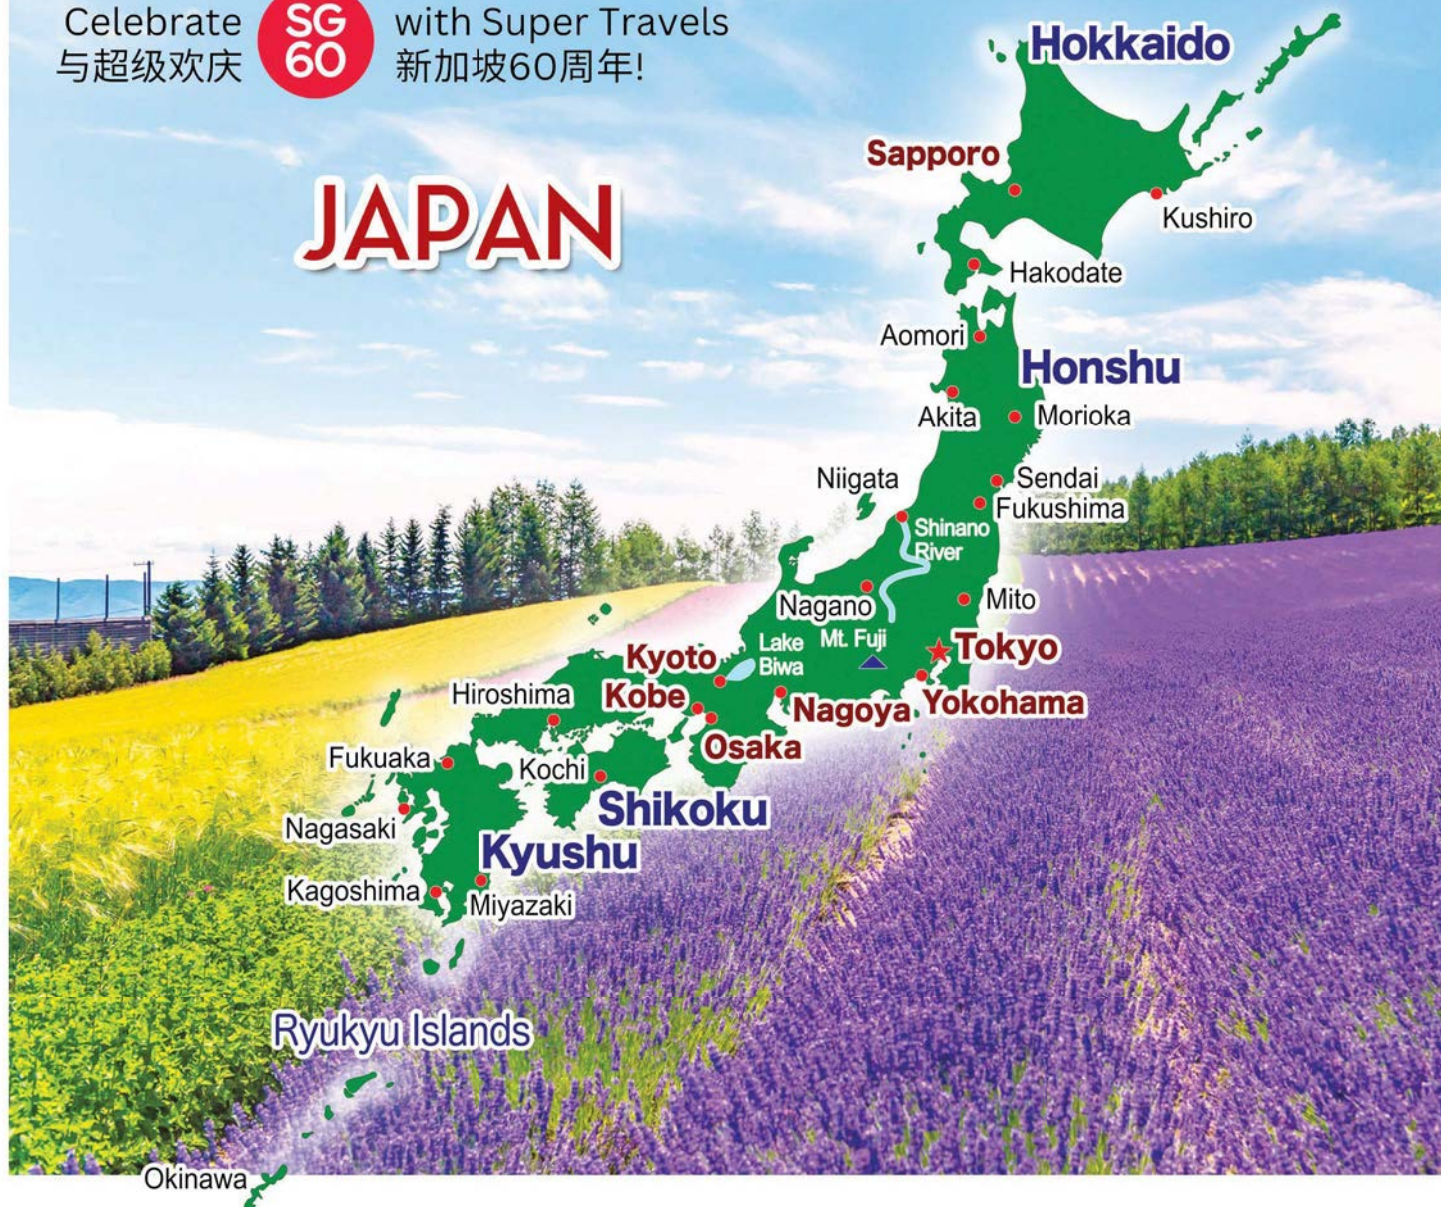 Celebrate
与超级欢庆
SG
60
with Super Travels
新加坡60周年!
JAPAN
Hokkaido
Sapporo
Kushiro
Hakodate
Aomori
Honshu
Akita
Morioka
Niigata
Sendai
Fukushima
Shinano
River
Nagano
Mito
Lake
Biwa
Mt. Fuji
Tokyo
Kyoto
Kobe
Hiroshima
Nagoya
Yokohama
Osaka
Fukuaka
Kochi
Shikoku
Nagasaki
Kyushu
Kagoshima
Miyazaki
Ryukyu Islands
Okinawa